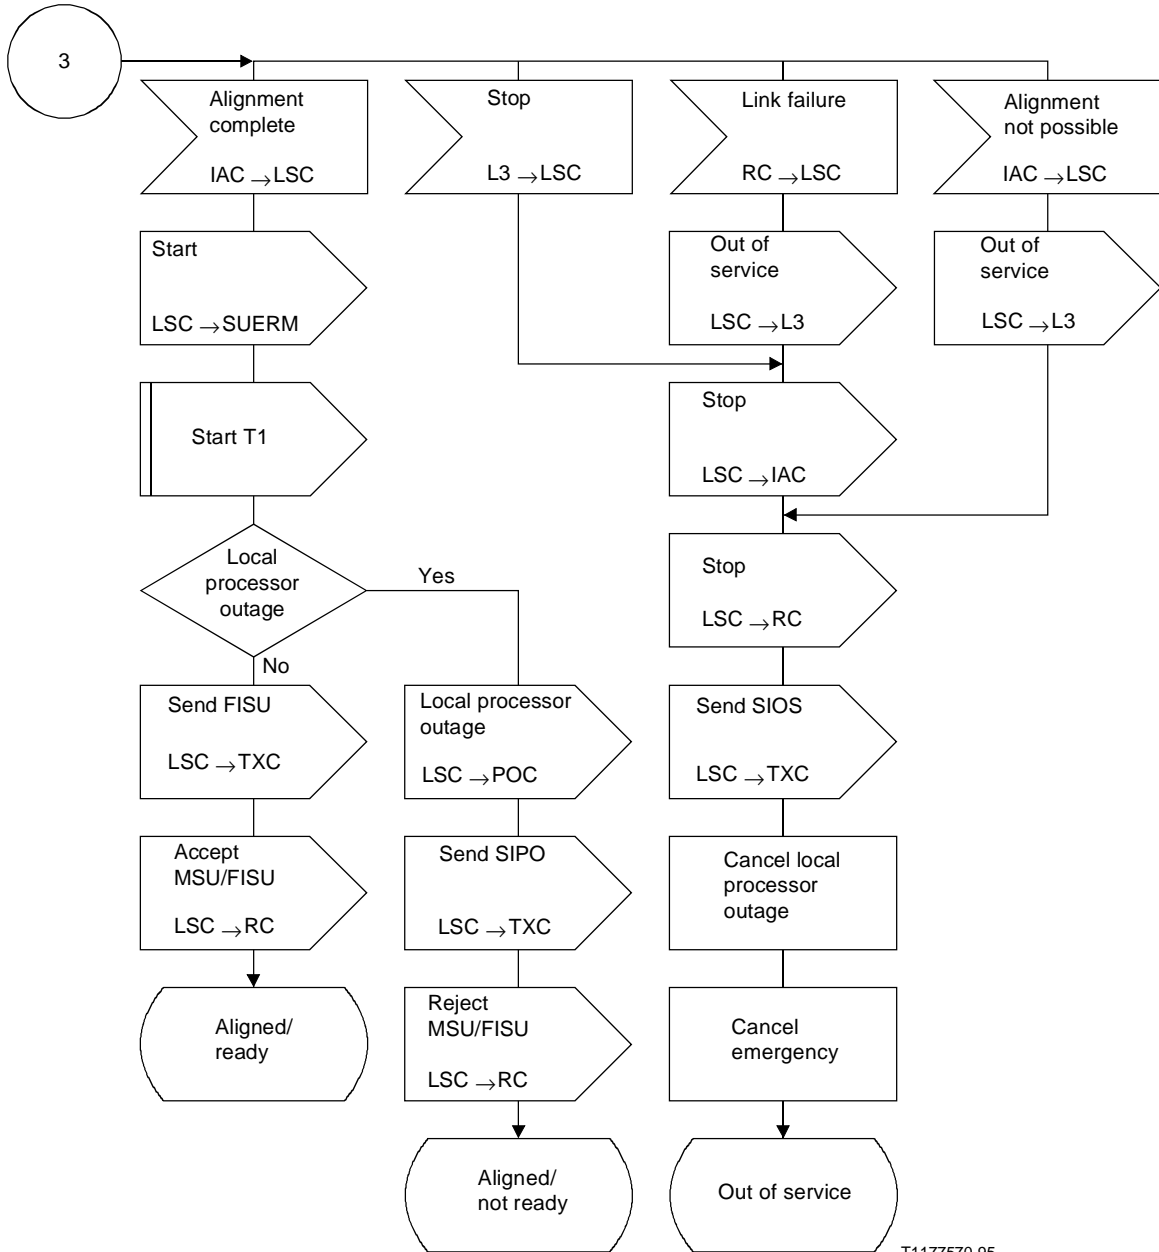 3
Alignment
complete
IAC → LSC
Stop
L3 → LSC
Link failure
RC → LSC
Alignment
not possible
IAC → LSC
Start
LSC → SUERM
Out of
service
LSC → L3
Out of
service
LSC → L3
Start T1
Stop
LSC → IAC
Local
processor
outage
Yes
No
Stop
LSC → RC
Send FISU
LSC → TXC
Local processor
outage
LSC → POC
Send SIOS
LSC → TXC
Accept
MSU/FISU
LSC → RC
Send SIPO
LSC → TXC
Cancel local
processor
outage
Aligned/
ready
Reject
MSU/FISU
LSC → RC
Cancel
emergency
Aligned/
not ready
Out of service
T1177570-95